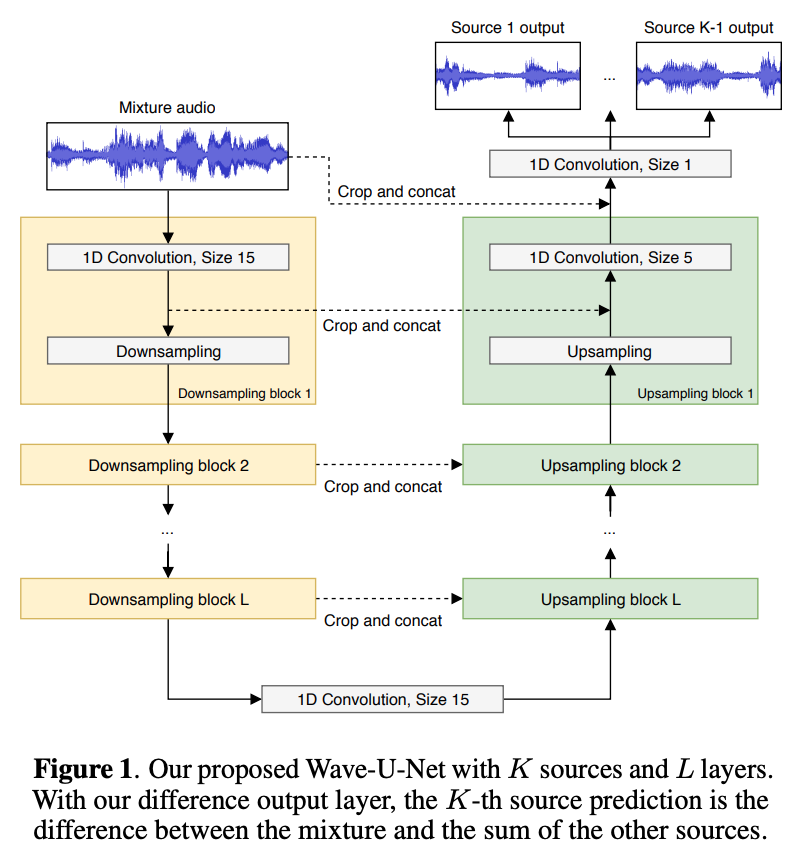 Source 1 output
Source K-1 output
...
Mixture audio
1D Convolution, Size 1
Crop and concat
1D Convolution, Size 15
1D Convolution, Size 5
Crop and concat
Downsampling
Upsampling
Downsampling block 1
Upsampling block 1
Downsampling block 2
Upsampling block 2
Crop and concat
...
...
Downsampling block L
Upsampling block L
Crop and concat
1D Convolution, Size 15
Figure 1. Our proposed Wave-U-Net with K sources and L layers.
With our difference output layer, the K-th source prediction is the
difference between the mixture and the sum of the other sources.